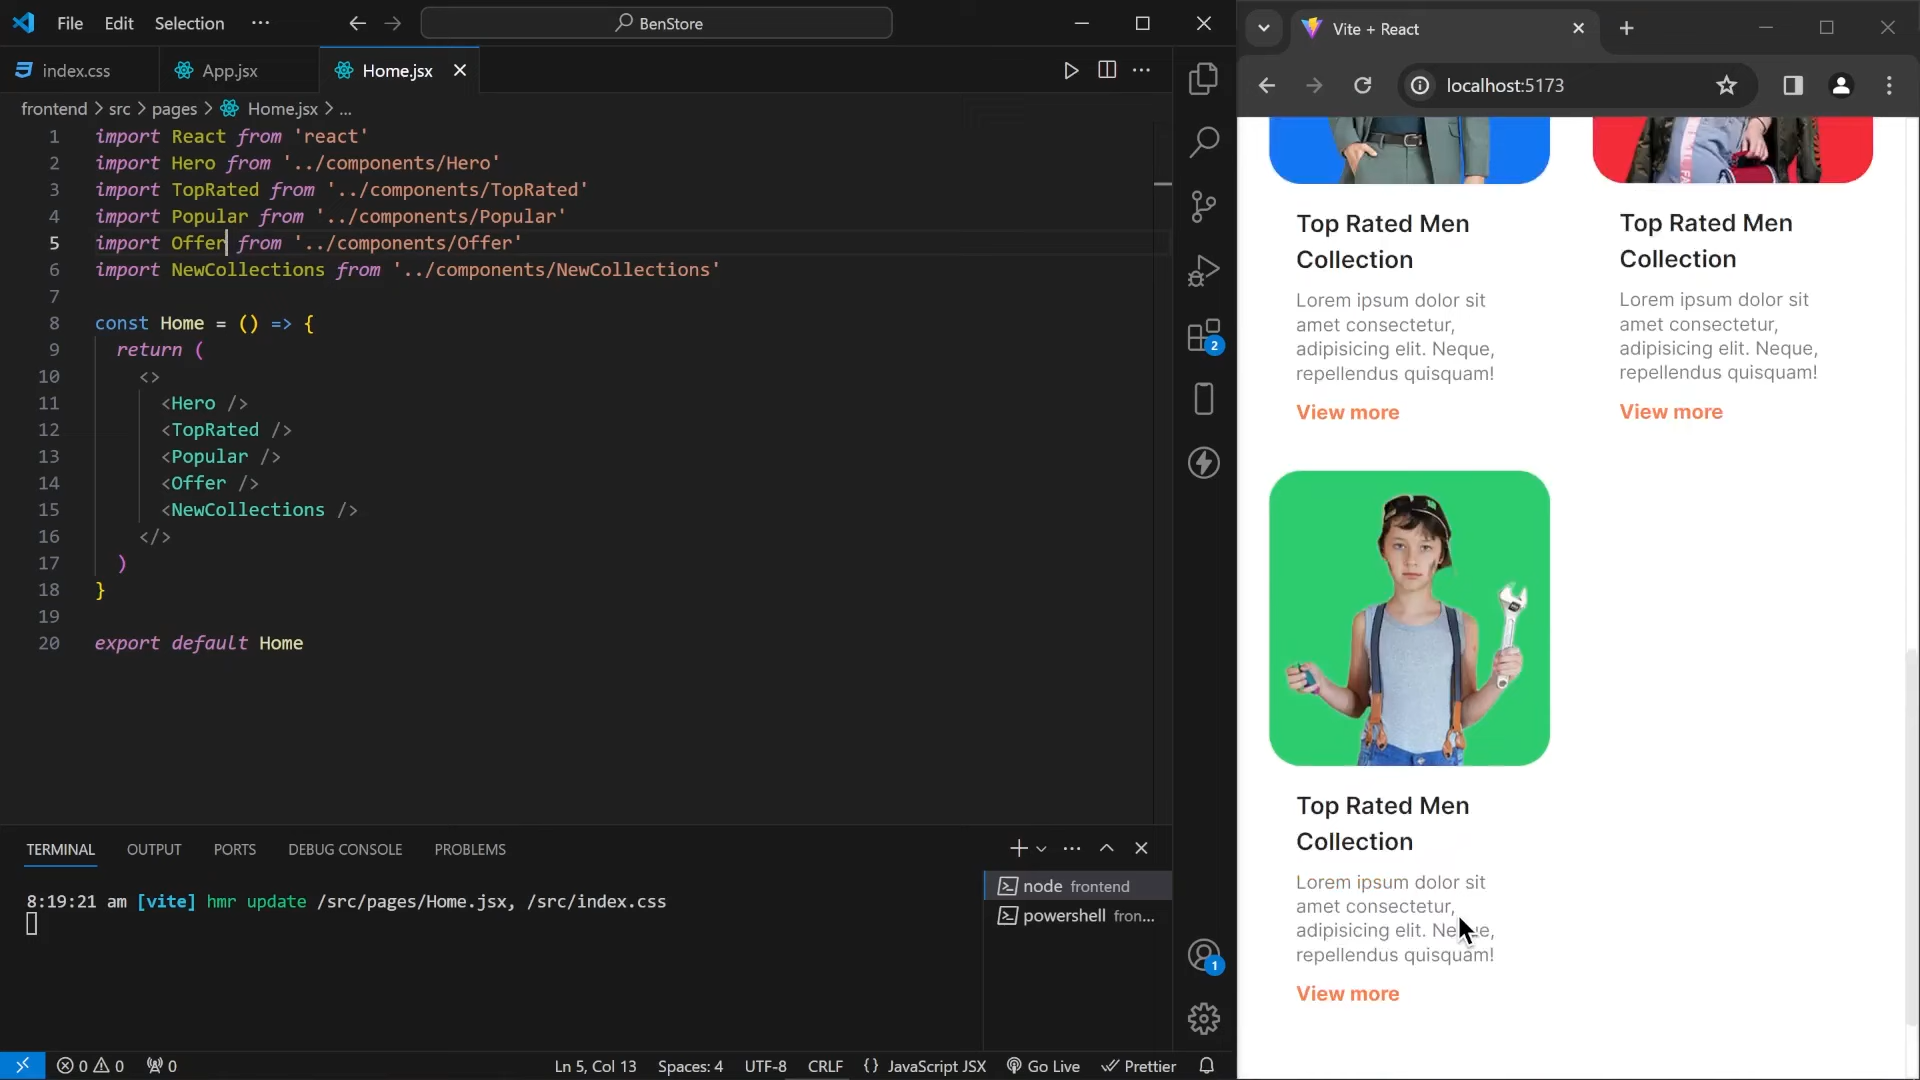 File Edit Selection ···
BenStore
index.css
App.jsx
Home.jsx
frontend > src > pages > Home.jsx > ...
1 import React from 'react'
2 import Hero from '../components/Hero'
3 import TopRated from '../components/TopRated'
4 import Popular from '../components/Popular'
5 import Offer from '../components/Offer'
6 import NewCollections from '../components/NewCollections'
7
8 const Home = () => {
9 return (
10 <>
11 <Hero />
12 <TopRated />
13 <Popular />
14 <Offer />
15 <NewCollections />
16 </>
17 )
18 }
19
20 export default Home
2
1
TERMINAL OUTPUT PORTS DEBUG CONSOLE PROBLEMS
8:19:21 am [vite] hmr update /src/pages/Home.jsx, /src/index.css
node frontend
powershell fron...
0 0 0 Ln 5, Col 13 Spaces: 4 UTF-8 CRLF {} JavaScript JSX Go Live Prettier
Vite + React
localhost:5173
Top Rated Men
Collection
Lorem ipsum dolor sit
amet consectetur,
adipisicing elit. Neque,
repellendus quisquam!
View more
Top Rated Men
Collection
Lorem ipsum dolor sit
amet consectetur,
adipisicing elit. Neque,
repellendus quisquam!
View more
Top Rated Men
Collection
Lorem ipsum dolor sit
amet consectetur,
adipisicing elit. Neque,
repellendus quisquam!
View more